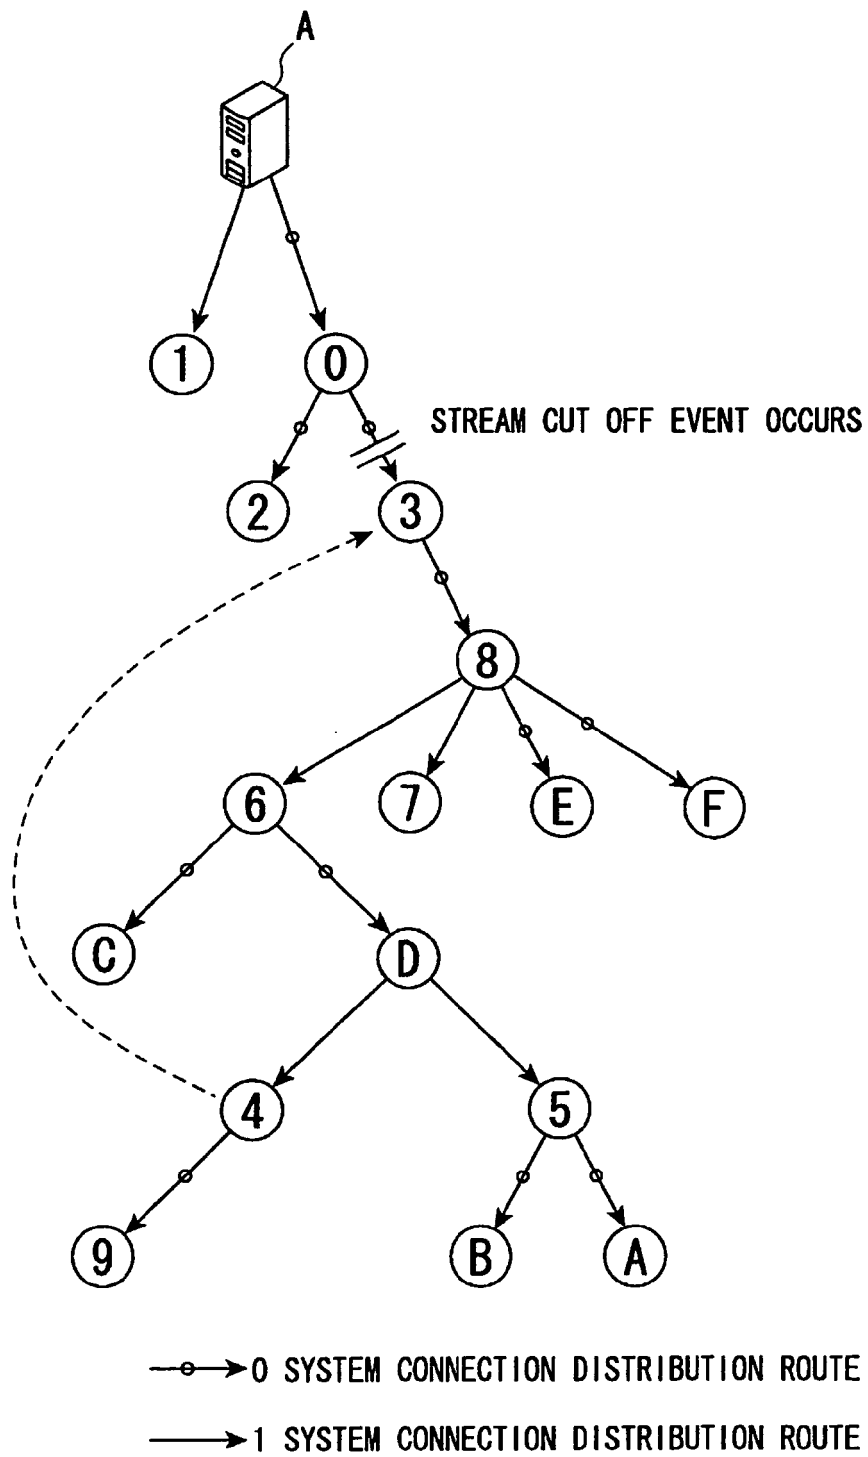 A
1
0
STREAM CUT OFF EVENT OCCURS
2
3
8
6
7
E
F
C
D
4
5
9
B
A
0 SYSTEM CONNECTION DISTRIBUTION ROUTE
1 SYSTEM CONNECTION DISTRIBUTION ROUTE